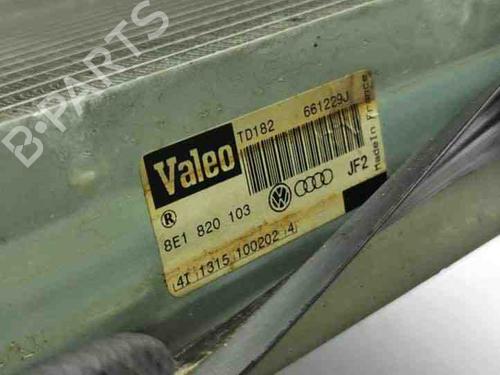 B-PARTS
TD182 661229J
Valeo
®
8E1 820 103 JF2
Made In France
4I 1315 100202 4